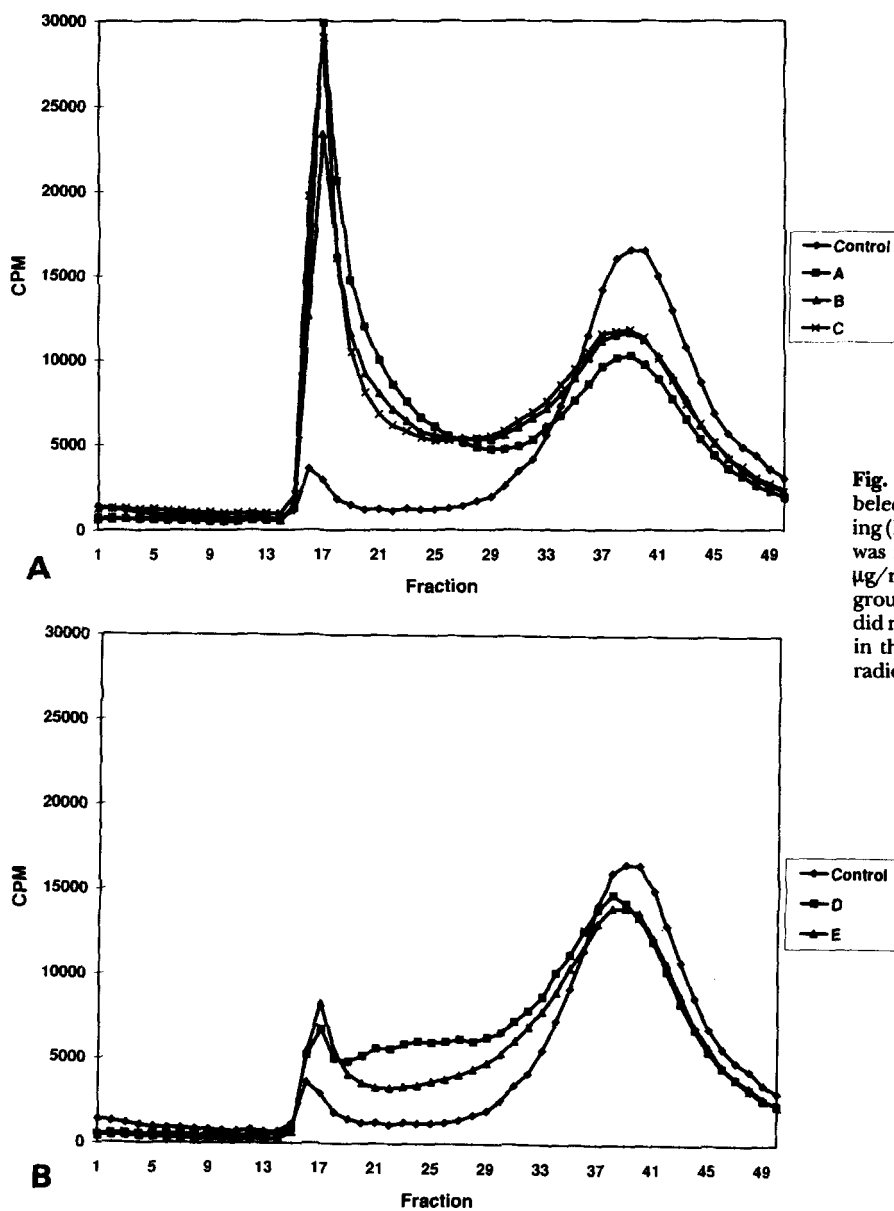 30000
25000
20000
15000
10000
5000
0
CPM
1 5 9 13 17 21 25 29 33 37 41 45 49
Fraction
A
Control
A
B
C
Fig.
beled
ing (
was
µg/m
grou
did n
in th
radio
30000
25000
20000
15000
10000
5000
0
CPM
1 5 9 13 17 21 25 29 33 37 41 45 49
Fraction
B
Control
D
E